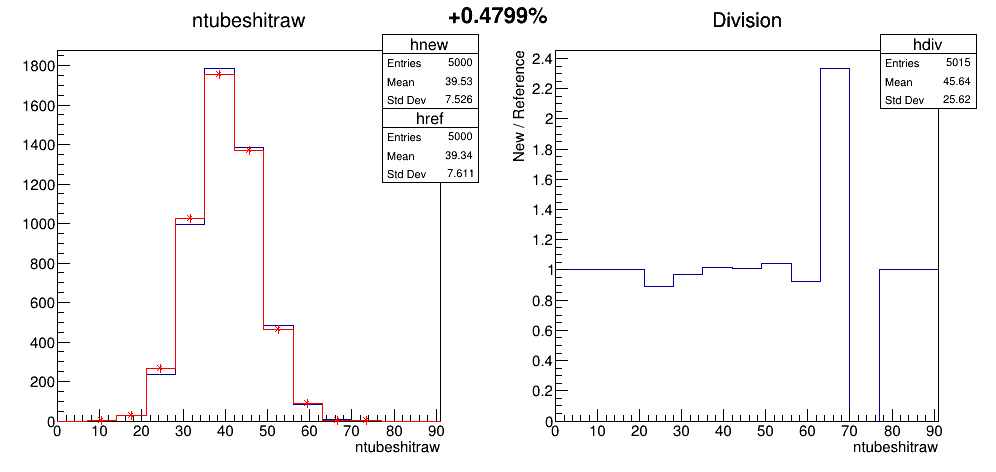 +0.4799%
ntubeshitraw
hnew
Entries 5000
Mean 39.53
Std Dev 7.526
href
Entries 5000
Mean 39.34
Std Dev 7.611
1800
1600
1400
1200
1000
800
600
400
200
0
0 10 20 30 40 50 60 70 80 90
ntubeshitraw
Division
hdiv
Entries 5015
Mean 45.64
Std Dev 25.62
New / Reference
2.4
2.2
2
1.8
1.6
1.4
1.2
1
0.8
0.6
0.4
0.2
0
0 10 20 30 40 50 60 70 80 90
ntubeshitraw